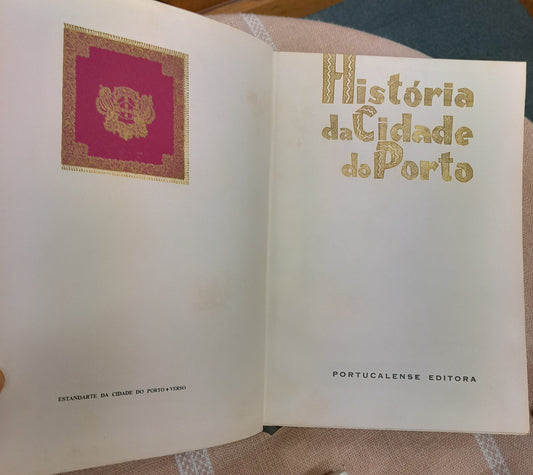 ESTANDARTE DA CIDADE DO PORTO • VERSO
História
da Cidade
do Porto
PORTUCALENSE EDITORA